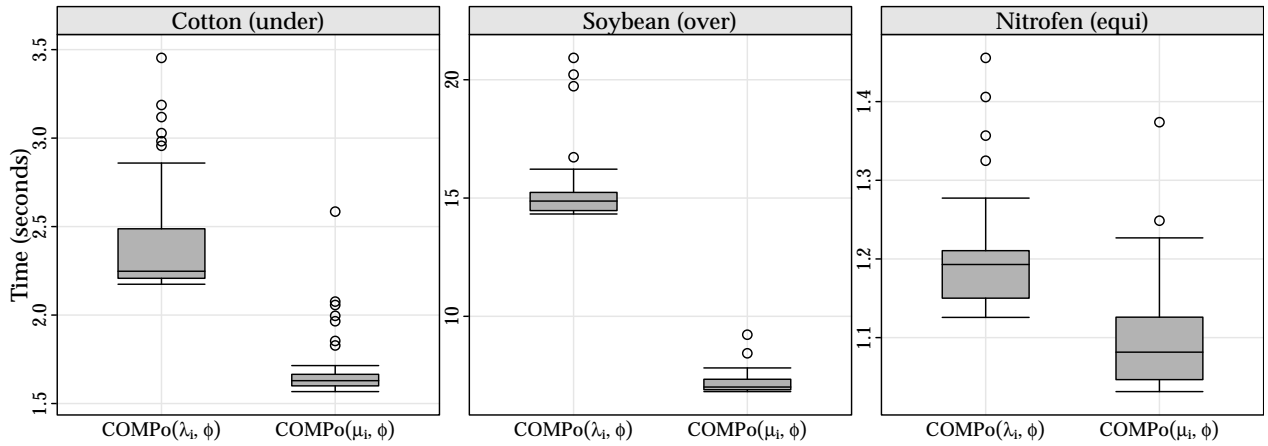 Cotton (under)
Soybean (over)
Nitrofen (equi)
Time (seconds)
3.5
3.0
2.5
2.0
1.5
20
15
10
1.4
1.3
1.2
1.1
COMPo(λi, ϕ)
COMPo(μi, ϕ)
COMPo(λi, ϕ)
COMPo(μi, ϕ)
COMPo(λi, ϕ)
COMPo(μi, ϕ)